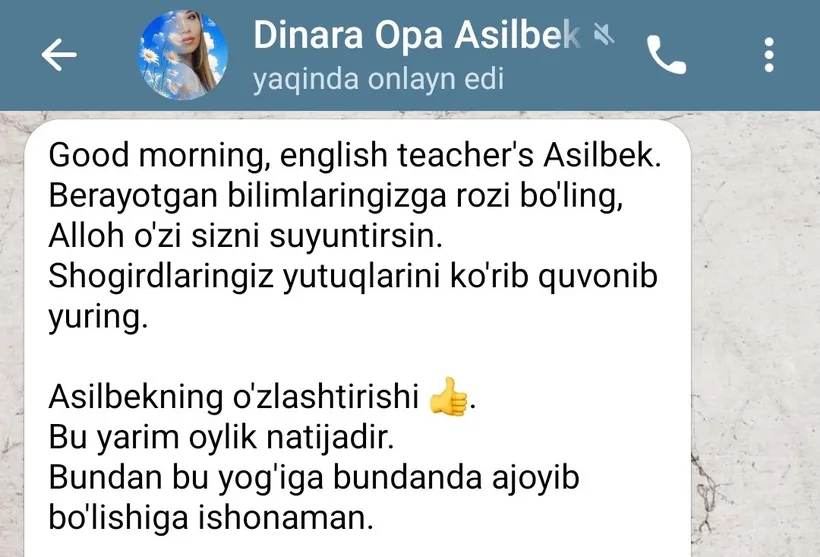 Dinara Opa Asilbek
yaqinda onlayn edi
Good morning, english teacher's Asilbek.
Berayotgan bilimlaringizga rozi bo'ling,
Alloh o'zi sizni suyuntirsin.
Shogirdlaringiz yutuqlarini ko'rib quvonib
yuring.
Asilbekning o'zlashtirishi 👍.
Bu yarim oylik natijadir.
Bundan bu yog'iga bundanda ajoyib
bo'lishiga ishonaman.